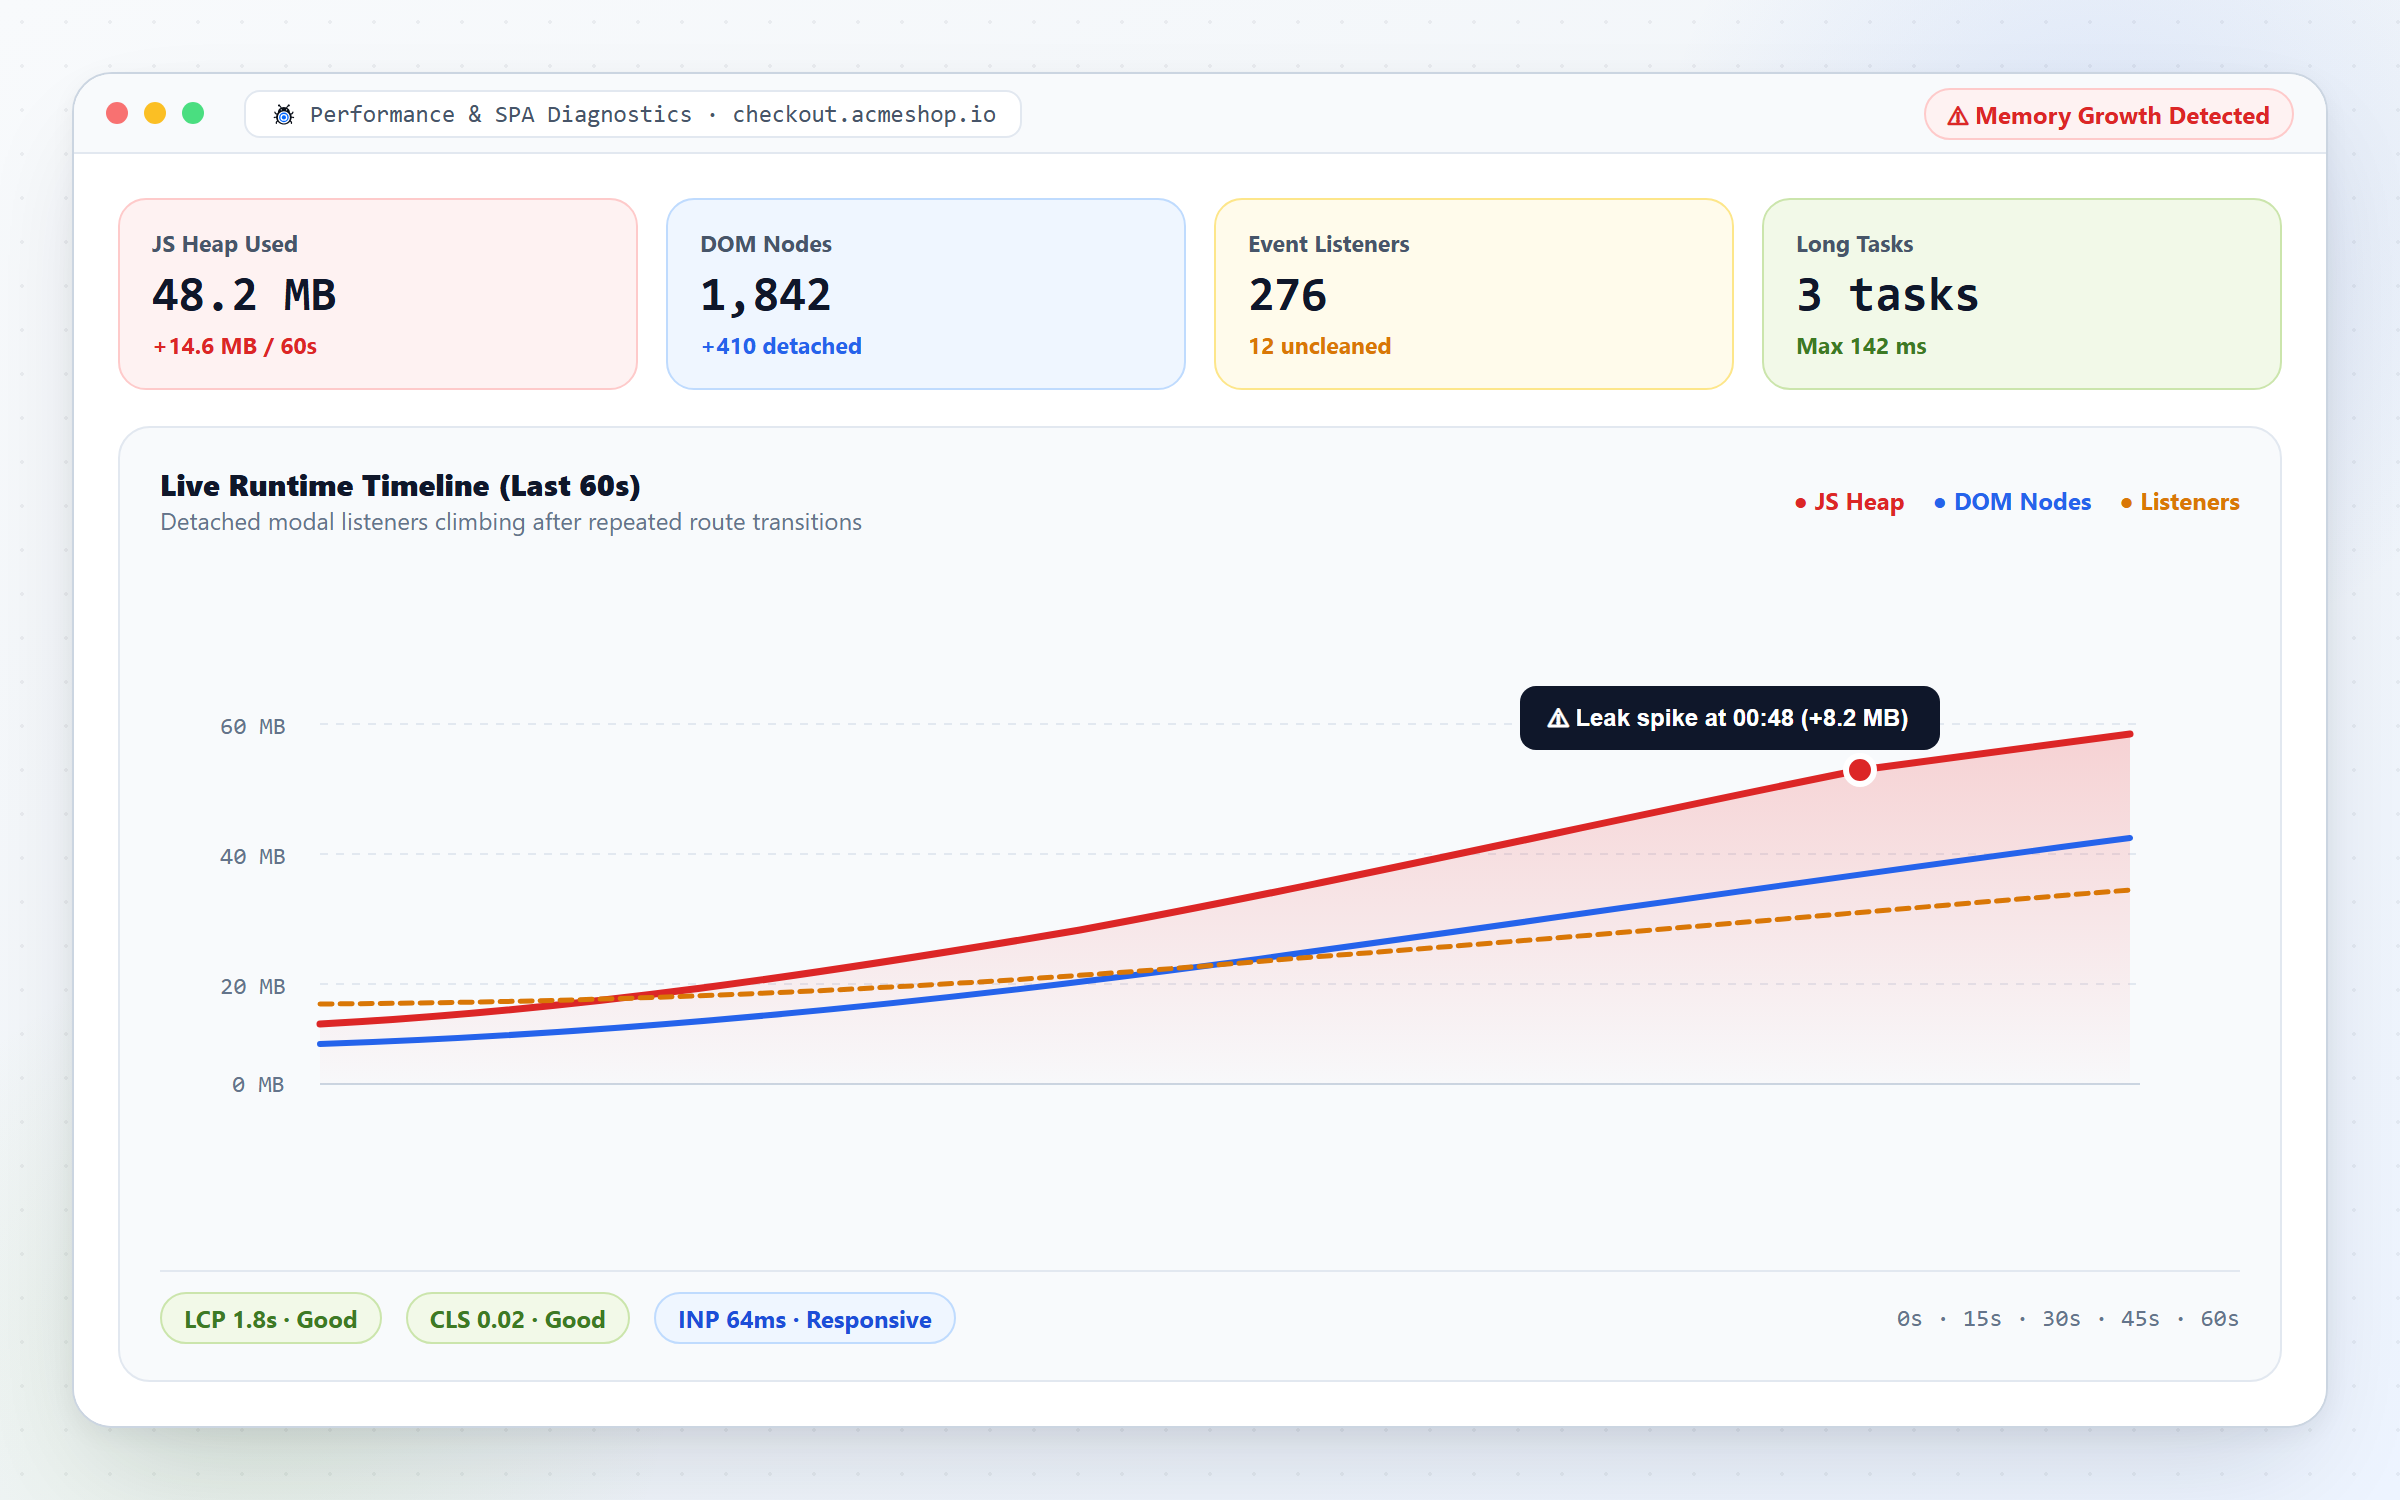 Performance & SPA Diagnostics · checkout.acmeshop.io
⚠ Memory Growth Detected
JS Heap Used
48.2 MB
+14.6 MB / 60s
DOM Nodes
1,842
+410 detached
Event Listeners
276
12 uncleaned
Long Tasks
3 tasks
Max 142 ms
Live Runtime Timeline (Last 60s)
Detached modal listeners climbing after repeated route transitions
● JS Heap ● DOM Nodes ● Listeners
⚠ Leak spike at 00:48 (+8.2 MB)
60 MB
40 MB
20 MB
0 MB
LCP 1.8s · Good
CLS 0.02 · Good
INP 64ms · Responsive
0s · 15s · 30s · 45s · 60s